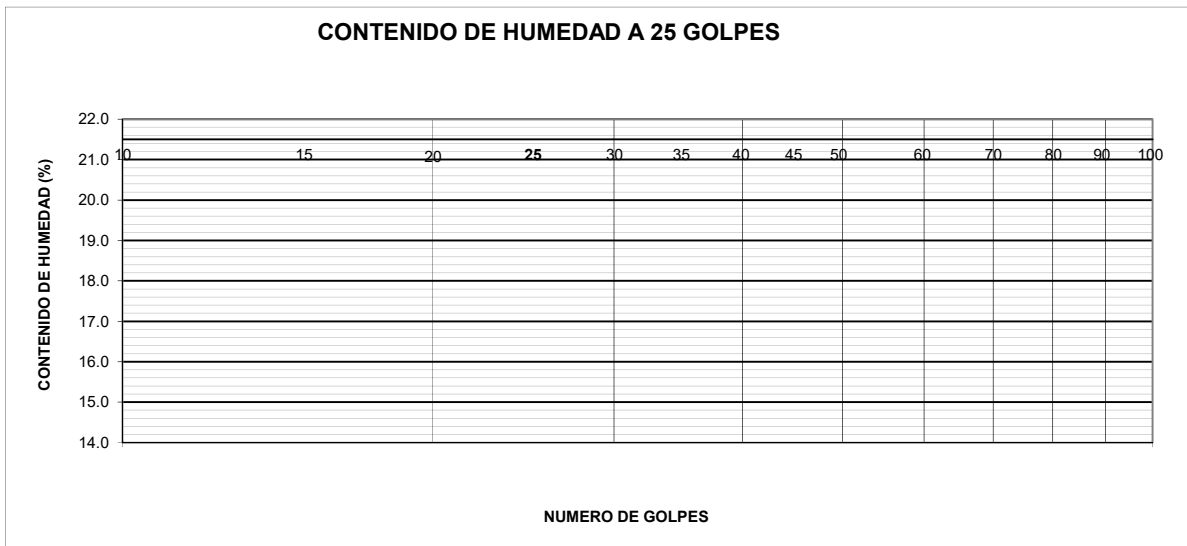 CONTENIDO DE HUMEDAD A 25 GOLPES
CONTENIDO DE HUMEDAD (%)
22.0
10 15 20 25 30 35 40 45 50 60 70 80 90 100
21.0
20.0
19.0
18.0
17.0
16.0
15.0
14.0
NUMERO DE GOLPES